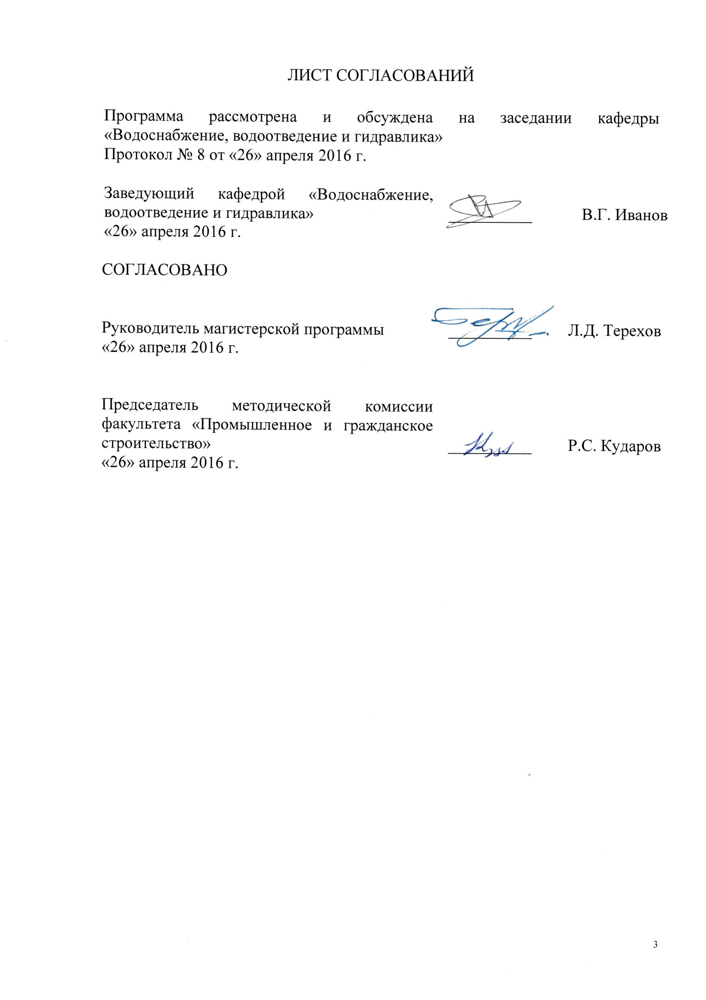 ЛИСТ СОГЛАСОВАНИЙ
Программа рассмотрена и обсуждена на заседании кафедры
«Водоснабжение, водоотведение и гидравлика»
Протокол № 8 от «26» апреля 2016 г.
Заведующий кафедрой «Водоснабжение,
водоотведение и гидравлика» В.Г. Иванов
«26» апреля 2016 г.
СОГЛАСОВАНО
Руководитель магистерской программы Л.Д. Терехов
«26» апреля 2016 г.
Председатель методической комиссии
факультета «Промышленное и гражданское
строительство» Р.С. Кударов
«26» апреля 2016 г.
3